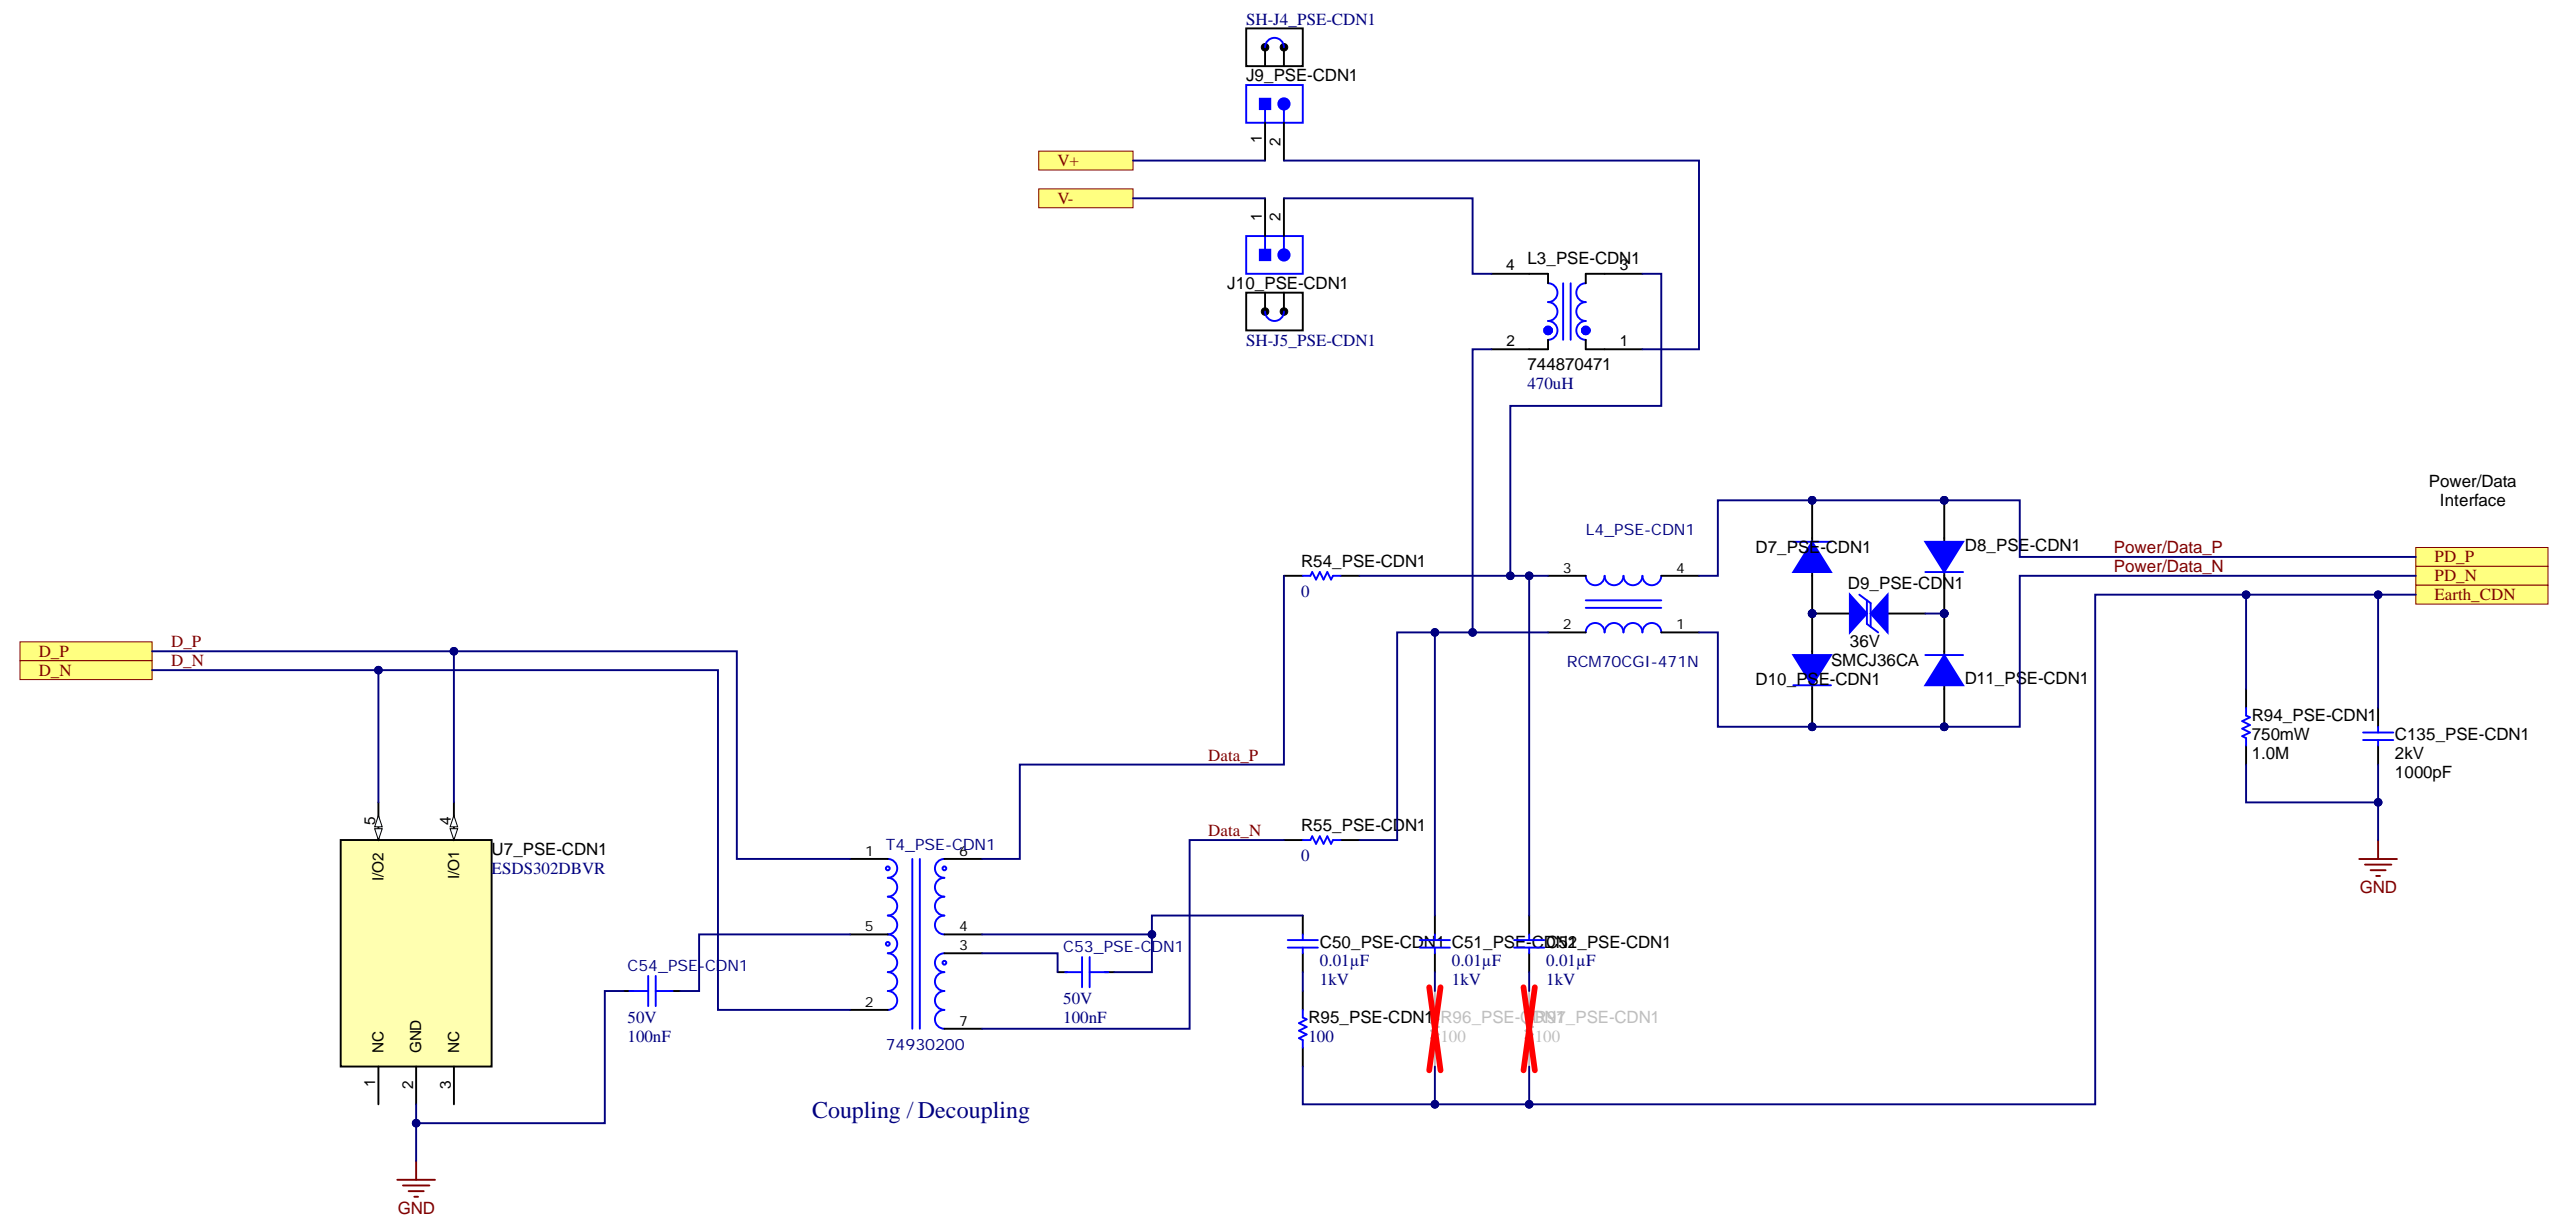 SH-J4_PSE-CDN1
J9_PSE-CDN1
1
2
V+
V-
1
2
J10_PSE-CDN1
SH-J5_PSE-CDN1
L3_PSE-CDN1
4
3
2
1
744870471
470uH
Power/Data
Interface
L4_PSE-CDN1
3
4
2
1
RCM70CGI-471N
R54_PSE-CDN1
0
D7_PSE-CDN1
D8_PSE-CDN1
D9_PSE-CDN1
36V
SMCJ36CA
D10_PSE-CDN1
D11_PSE-CDN1
Power/Data_P
Power/Data_N
PD_P
PD_N
Earth_CDN
D_P
D_N
D_P
D_N
R94_PSE-CDN1
750mW
1.0M
C135_PSE-CDN1
2kV
1000pF
GND
Data_P
Data_N
R55_PSE-CDN1
0
5
4
I/O2
I/O1
U7_PSE-CDN1
ESDS302DBVR
NC
GND
NC
1
2
3
GND
T4_PSE-CDN1
1
5
2
4
3
7
74930200
C54_PSE-CDN1
50V
100nF
C53_PSE-CDN1
50V
100nF
C50_PSE-CDN1
0.01µF
1kV
C51_PSE-CDN1
0.01µF
1kV
C52_PSE-CDN1
0.01µF
1kV
R95_PSE-CDN1
100
R96_PSE-CDN1
100
R97_PSE-CDN1
100
Coupling / Decoupling